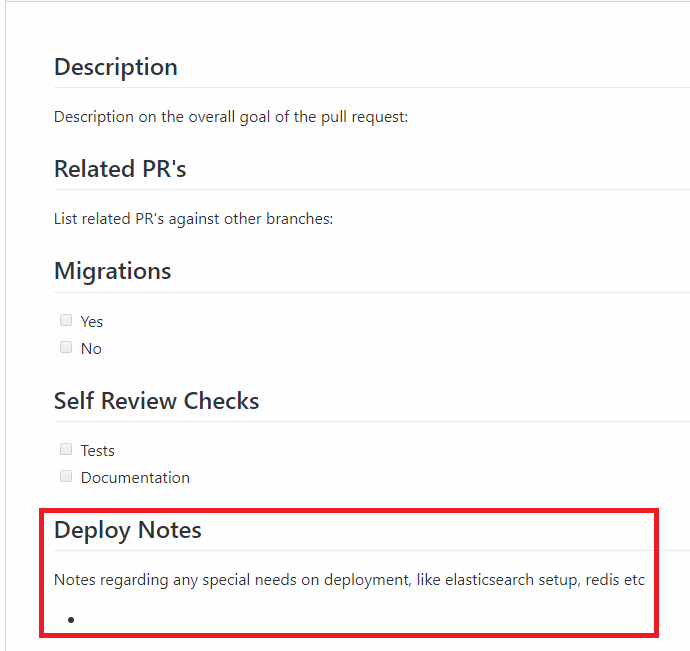 Description
Description on the overall goal of the pull request:
Related PR's
List related PR's against other branches:
Migrations
Yes
No
Self Review Checks
Tests
Documentation
Deploy Notes
Notes regarding any special needs on deployment, like elasticsearch setup, redis etc